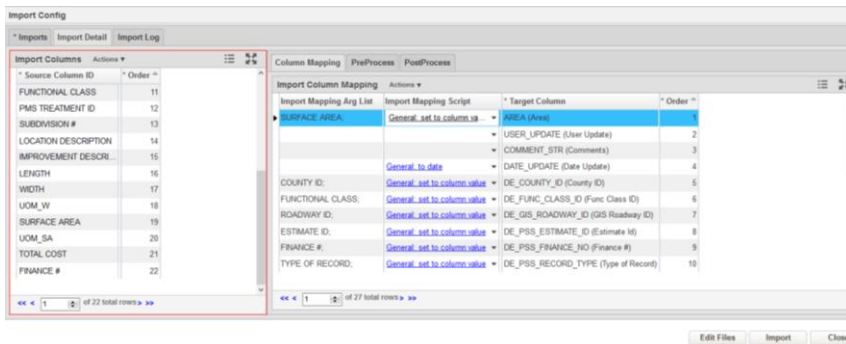 Import Config
* Imports Import Detail Import Log
Import Columns Actions ▼
* Source Column ID * Order ^
FUNCTIONAL CLASS 11
PMS TREATMENT ID 12
SUBDIVISION # 13
LOCATION DESCRIPTION 14
IMPROVEMENT DESCRI... 15
LENGTH 16
WIDTH 17
UOM_W 18
SURFACE AREA 19
UOM_SA 20
TOTAL COST 21
FINANCE # 22
<< < 1 of 22 total rows > >>
Column Mapping PreProcess PostProcess
Import Column Mapping Actions ▼
Import Mapping Arg List Import Mapping Script * Target Column * Order ^
SURFACE AREA; General: set to column va... AREA (Area) 1
USER_UPDATE (User Update) 2
COMMENT_STR (Comments) 3
General: to date DATE_UPDATE (Date Update) 4
COUNTY ID; General: set to column value DE_COUNTY_ID (County ID) 5
FUNCTIONAL CLASS; General: set to column value DE_FUNC_CLASS_ID (Func Class ID) 6
ROADWAY ID; General: set to column value DE_GIS_ROADWAY_ID (GIS Roadway ID) 7
ESTIMATE ID; General: set to column value DE_PSS_ESTIMATE_ID (Estimate Id) 8
FINANCE #; General: set to column value DE_PSS_FINANCE_NO (Finance #) 9
TYPE OF RECORD; General: set to column value DE_PSS_RECORD_TYPE (Type of Record) 10
<< < 1 of 27 total rows > >>
Edit Files Import Close